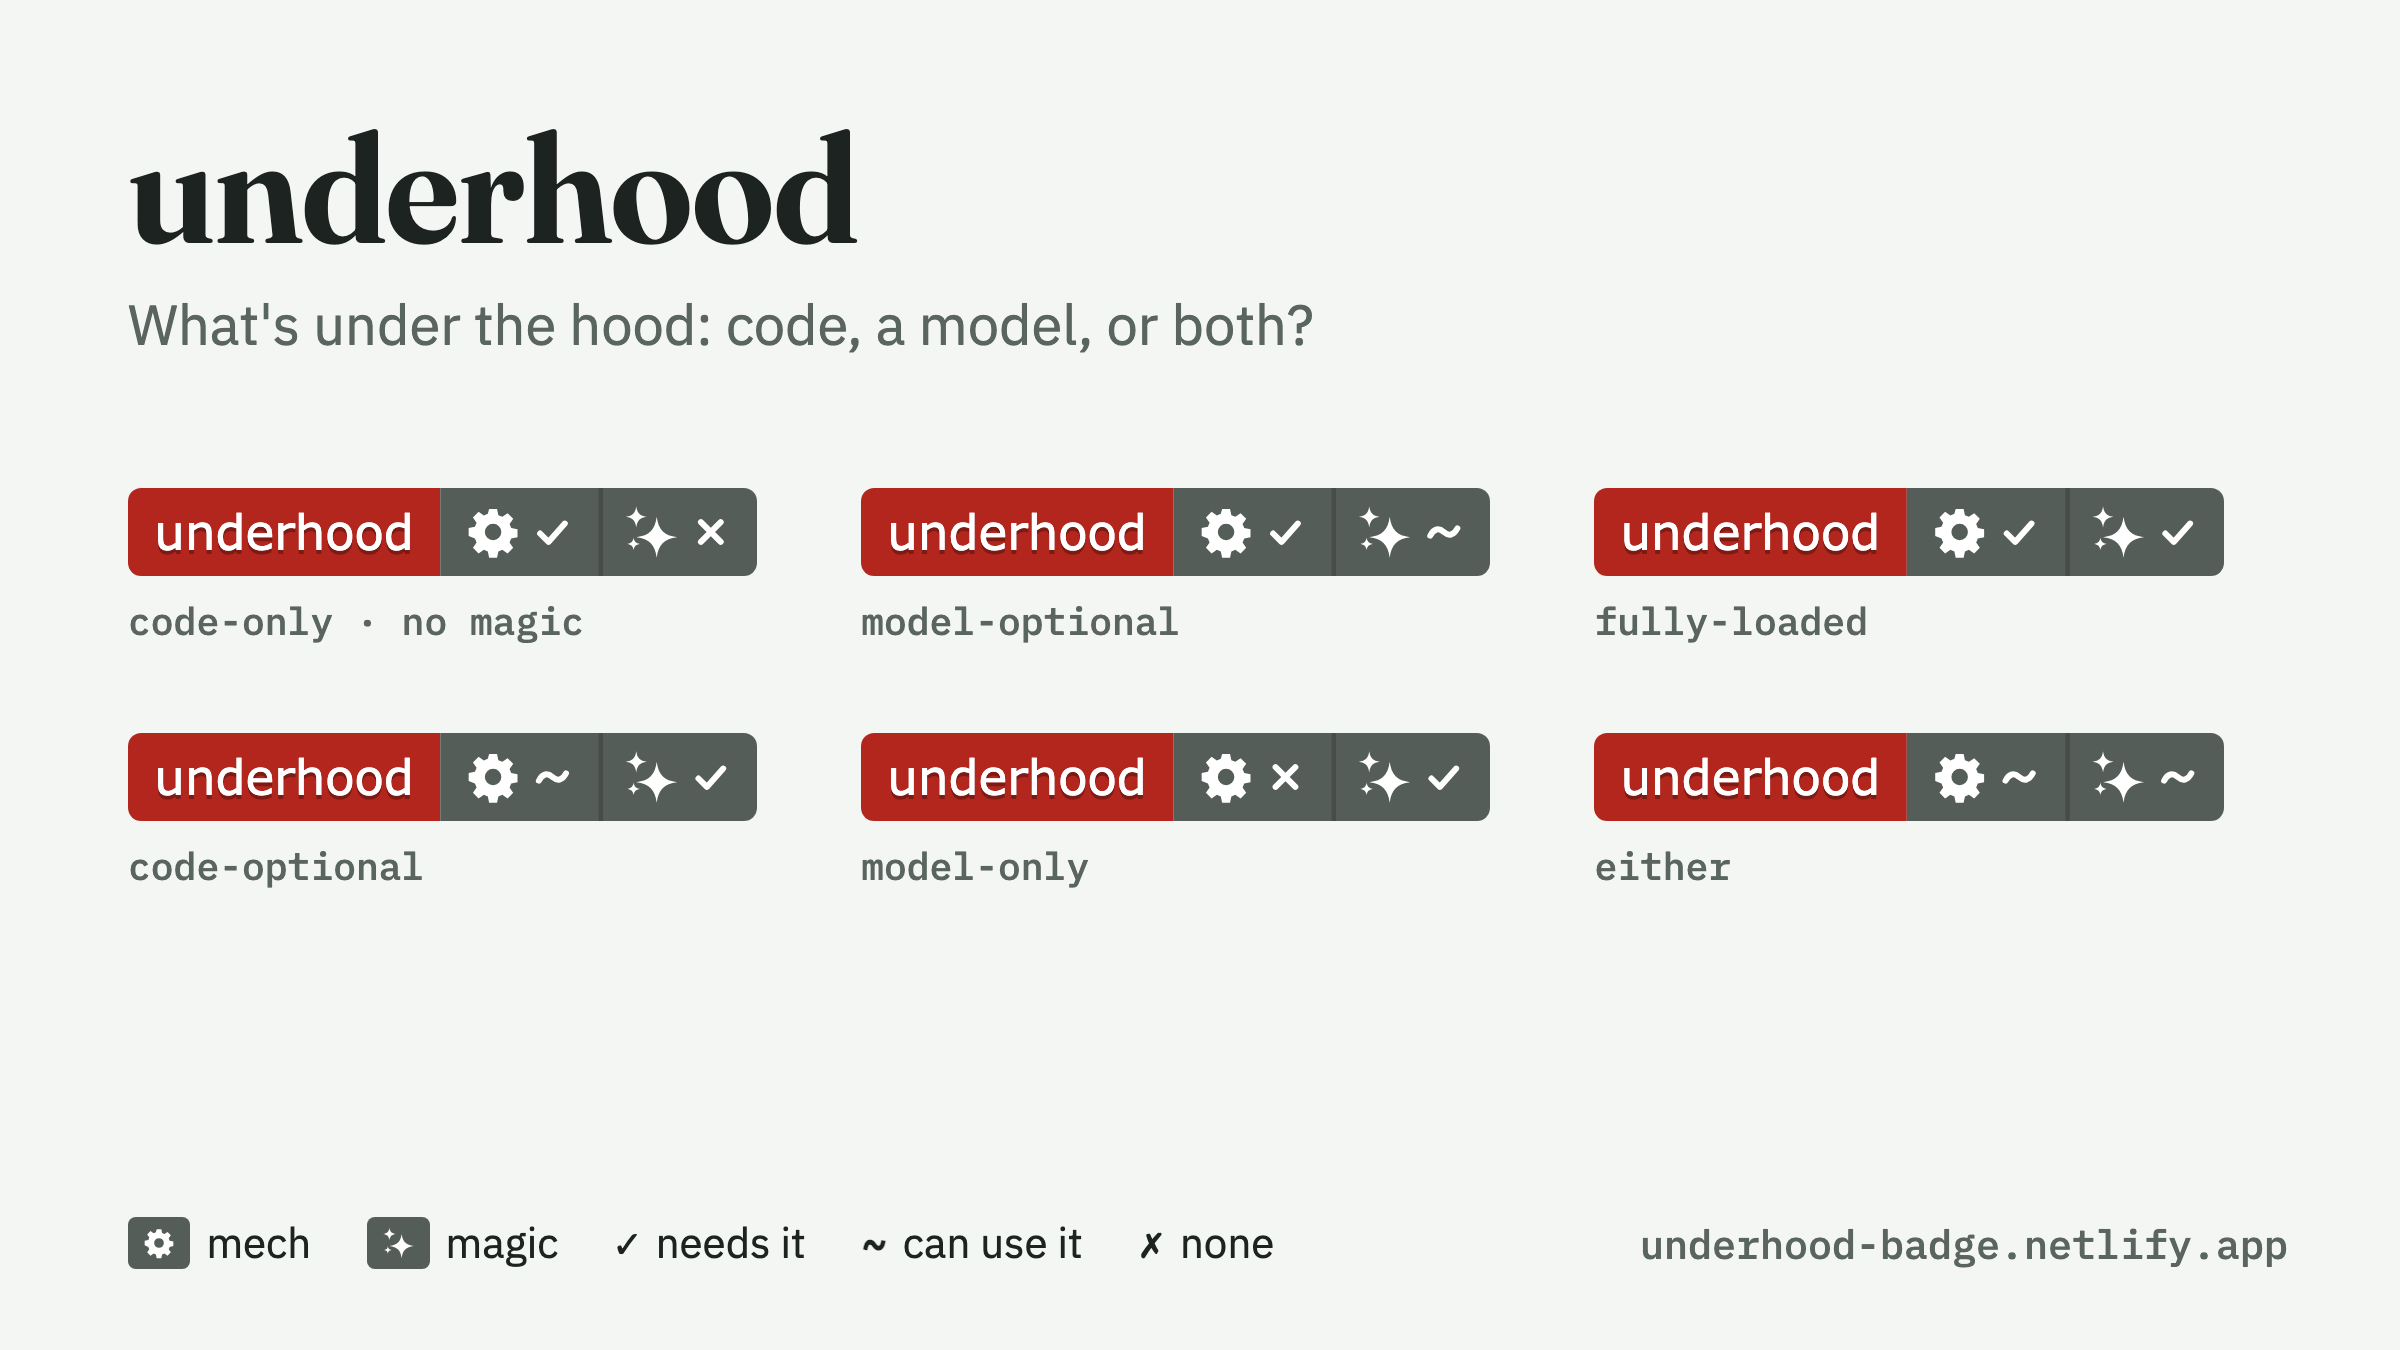 underhood
What's under the hood: code, a model, or both?
underhood ✓ ✗
underhood ✓ ~
underhood ✓ ✓
code-only · no magic
model-optional
fully-loaded
underhood ~ ✓
underhood ✗ ✓
underhood ~ ~
code-optional
model-only
either
mech magic ✓ needs it ~ can use it ✗ none
underhood-badge.netlify.app